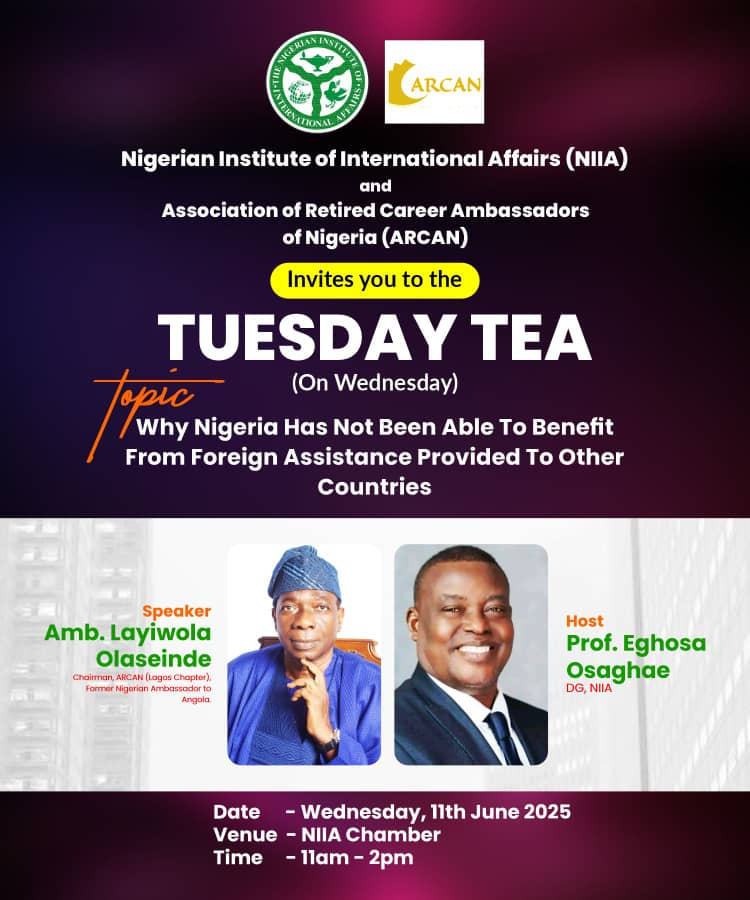 THE NIGERIAN INSTITUTE OF INTERNATIONAL AFFAIRS
ARCAN
Nigerian Institute of International Affairs (NIIA)
and
Association of Retired Career Ambassadors
of Nigeria (ARCAN)
Invites you to the
TUESDAY TEA
(On Wednesday)
Topic
Why Nigeria Has Not Been Able To Benefit
From Foreign Assistance Provided To Other
Countries
Speaker
Amb. Layiwola
Olaseinde
Chairman, ARCAN (Lagos Chapter),
Former Nigerian Ambassador to
Angola.
Host
Prof. Eghosa
Osaghae
DG, NIIA
Date - Wednesday, 11th June 2025
Venue - NIIA Chamber
Time - 11am - 2pm